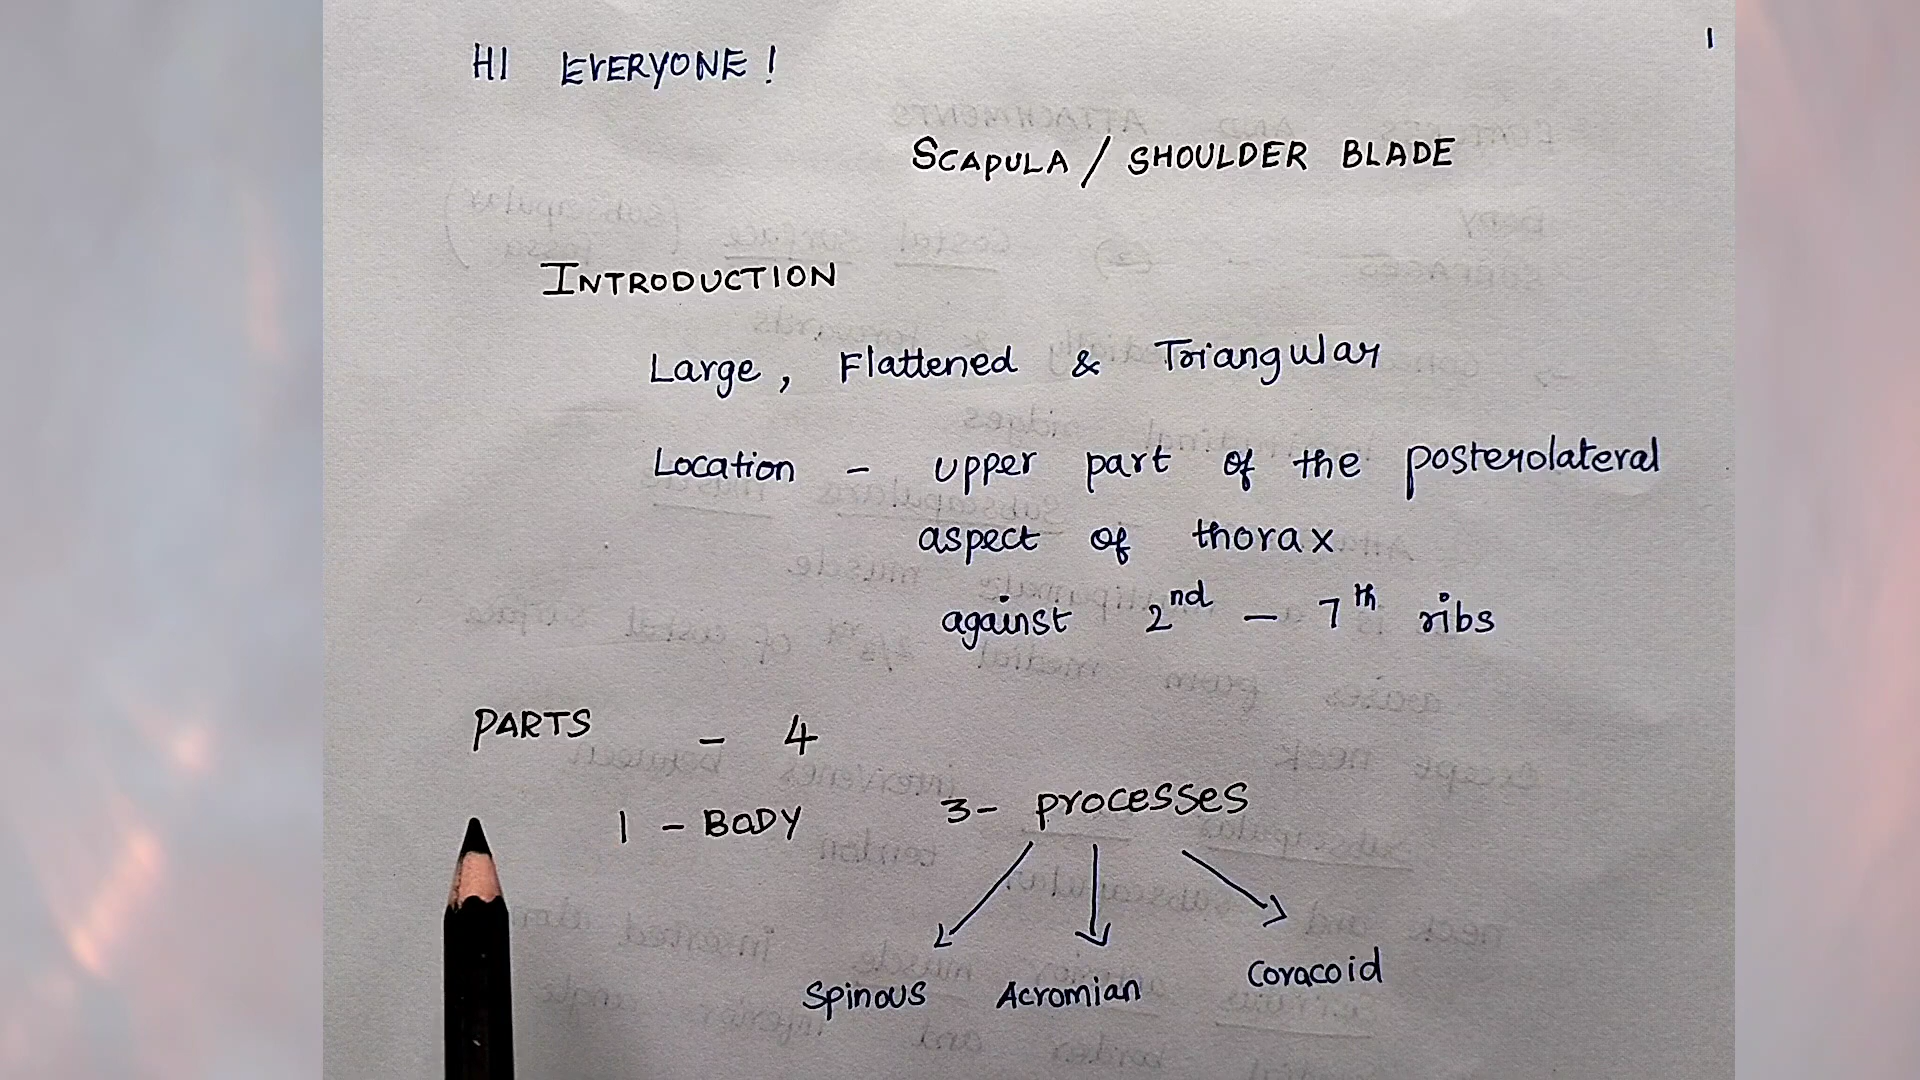 1
HI EVERYONE!
SCAPULA / SHOULDER BLADE
INTRODUCTION
Large, Flattened & Triangular
Location - upper part of the posterolateral
aspect of thorax
against 2nd - 7th ribs
PARTS - 4
1 - BODY 3- processes
Spinous Acromian Coracoid